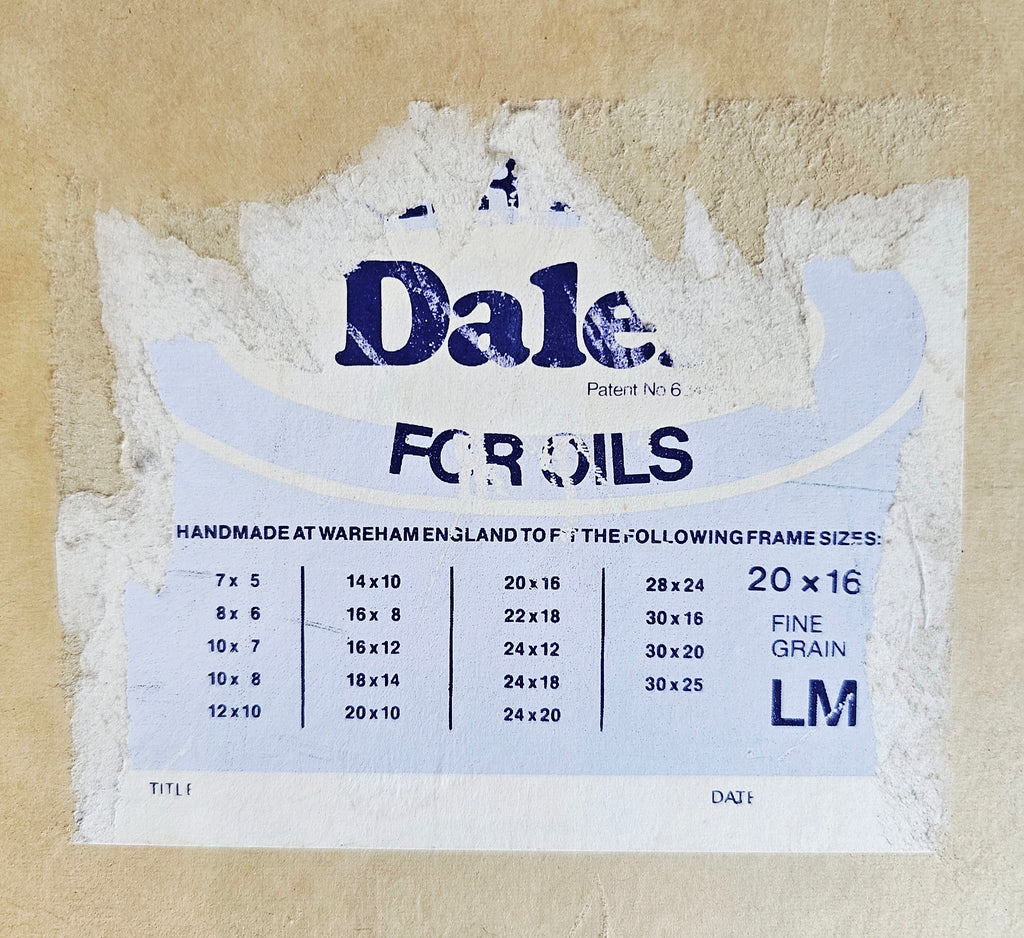 Dale
Patent No 6
FOR OILS
HANDMADE AT WAREHAM ENGLAND TO FIT THE FOLLOWING FRAME SIZES:
7 x 5
8 x 6
10 x 7
10 x 8
12 x 10
14 x 10
16 x 8
16 x 12
18 x 14
20 x 10
20 x 16
22 x 18
24 x 12
24 x 18
24 x 20
28 x 24
30 x 16
30 x 20
30 x 25
20 x 16
FINE
GRAIN
LM
TITLE
DATE